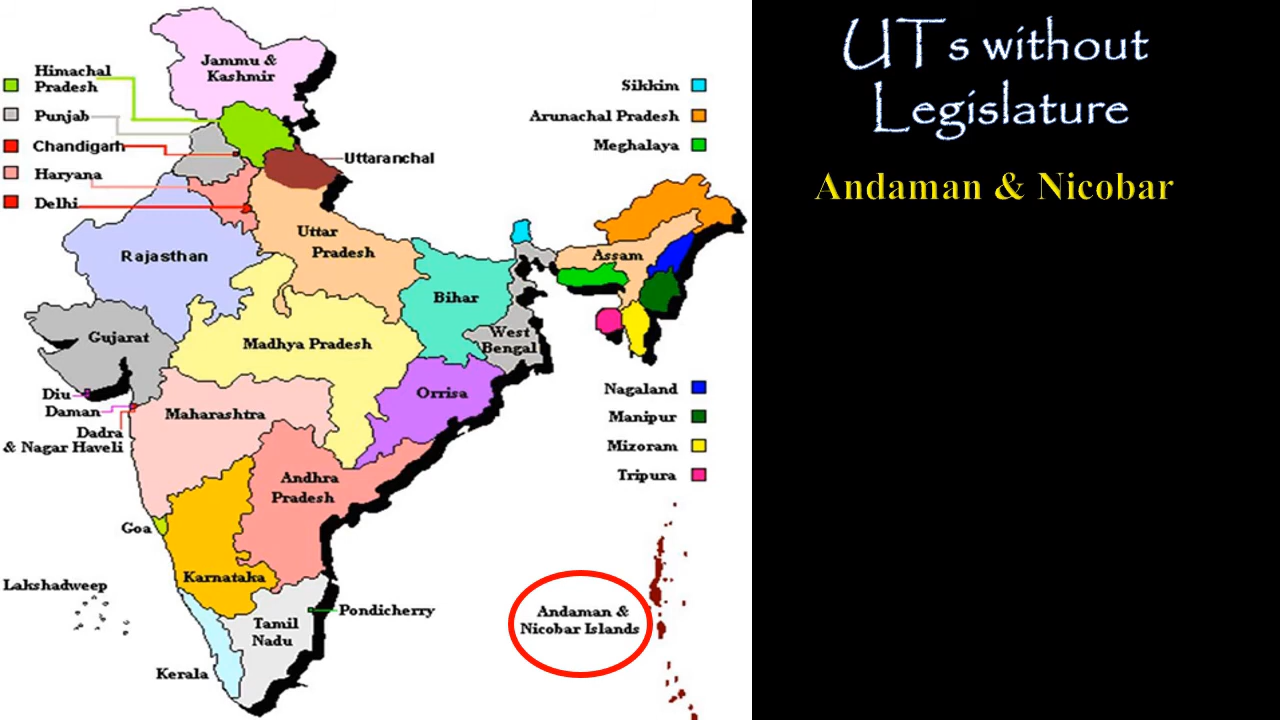 Jammu &
Kashmir
Himachal
Pradesh
Punjab
Chandigarh
Haryana
Delhi
Uttaranchal
Sikkim
Arunachal Pradesh
Meghalaya
Rajasthan
Uttar
Pradesh
Bihar
Assam
Gujarat
Madhya Pradesh
West
Bengal
Diu
Daman
Dadra
& Nagar Haveli
Maharashtra
Orrisa
Nagaland
Manipur
Mizoram
Tripura
Andhra
Pradesh
Goa
Karnataka
Lakshadweep
Pondicherry
Tamil
Nadu
Kerala
Andaman &
Nicobar Islands
UT s without
Legislature
Andaman & Nicobar